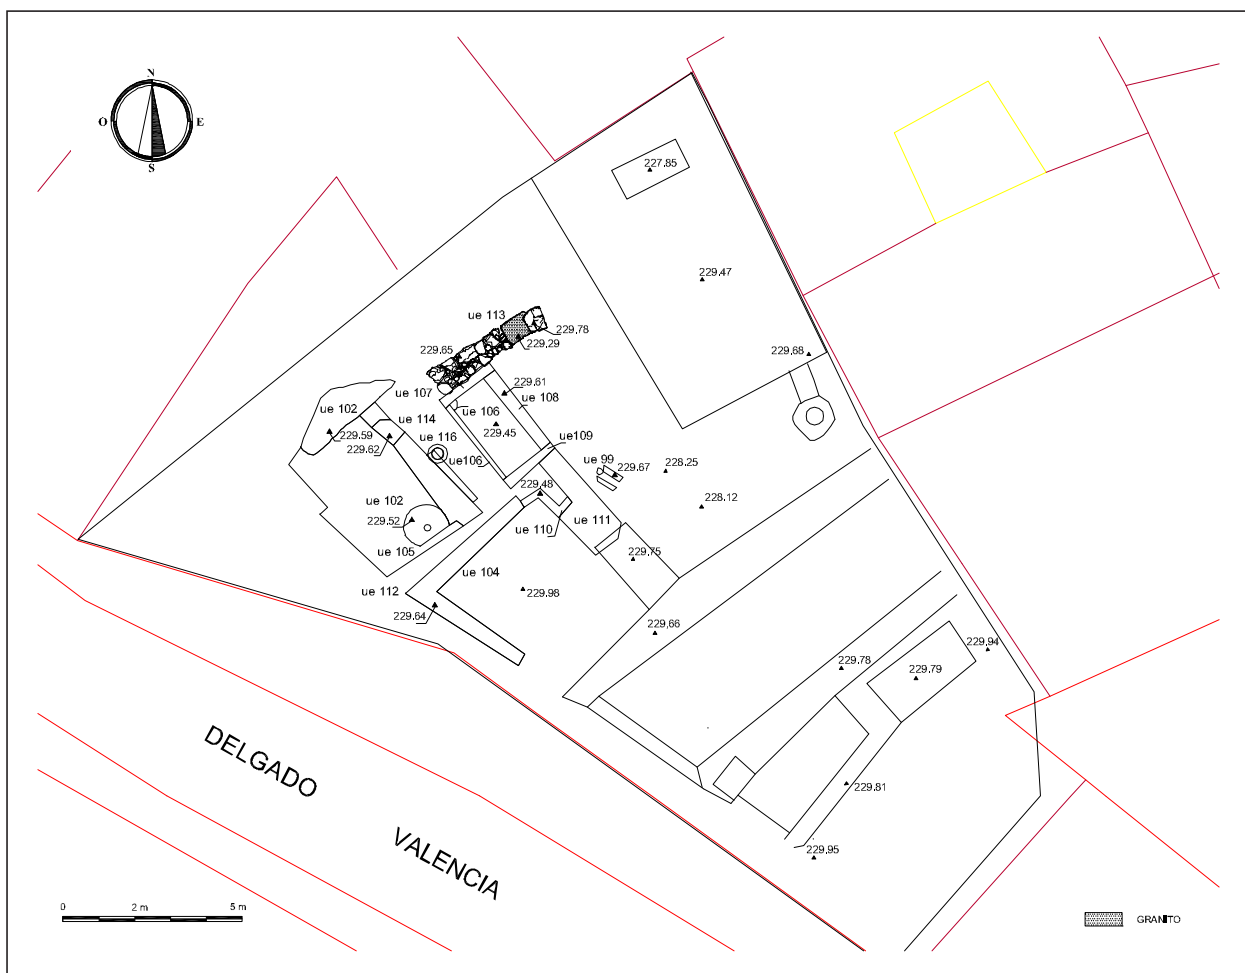 N
O
E
S
227.85
229.47
ue 113
229.78
229.29
229.65
229.68
229.61
ue 107
ue 108
ue 102
ue 106
ue 114
229.59
229.45
229.62
ue 116
ue109
ue106
ue 99
229.67
228.25
229.48
ue 102
228.12
229.52
ue 110
ue 111
ue 105
229.75
ue 104
ue 112
229.98
229.64
229.66
229.94
229.78
229.79
DELGADO
229.81
VALENCIA
229.95
0 2 m 5 m
GRANITO